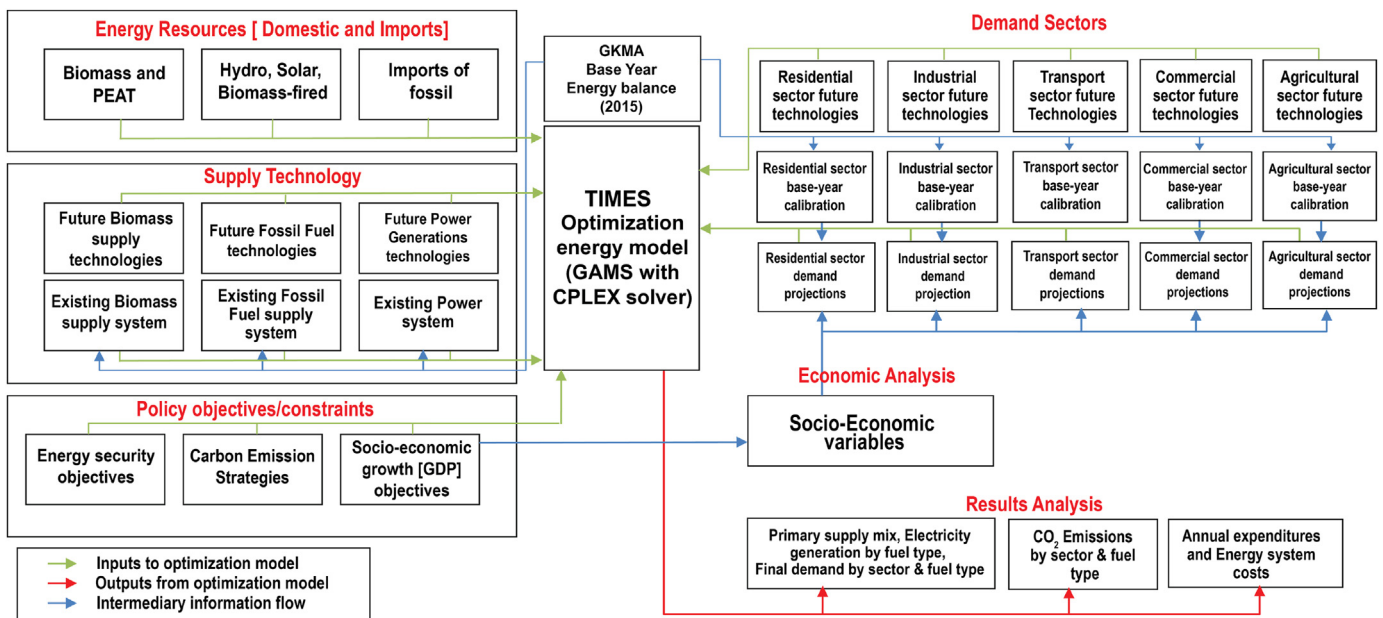 Energy Resources [ Domestic and Imports]
Biomass and
PEAT
Hydro, Solar,
Biomass-fired
Imports of
fossil
Supply Technology
Future Biomass
supply
technologies
Future Fossil Fuel
technologies
Future Power
Generations
technologies
Existing Biomass
supply system
Existing Fossil
Fuel supply
system
Existing Power
system
Policy objectives/constraints
Energy security
objectives
Carbon Emission
Strategies
Socio-economic
growth [GDP]
objectives
Inputs to optimization model
Outputs from optimization model
Intermediary information flow
GKMA
Base Year
Energy balance
(2015)
TIMES
Optimization
energy model
(GAMS with
CPLEX solver)
Demand Sectors
Residential
sector future
technologies
Industrial
sector future
technologies
Transport
sector future
Technologies
Commercial
sector future
technologies
Agricultural
sector future
technologies
Residential sector
base-year
calibration
Industrial sector
base-year
calibration
Transport sector
base-year
calibration
Commercial sector
base-year
calibration
Agricultural sector
base-year
calibration
Residential sector
demand
projections
Industrial sector
demand
projection
Transport sector
demand
projections
Commercial sector
demand
projections
Agricultural sector
demand
projections
Economic Analysis
Socio-Economic
variables
Results Analysis
Primary supply mix, Electricity
generation by fuel type,
Final demand by sector & fuel type
CO₂ Emissions
by sector & fuel
type
Annual expenditures
and Energy system
costs